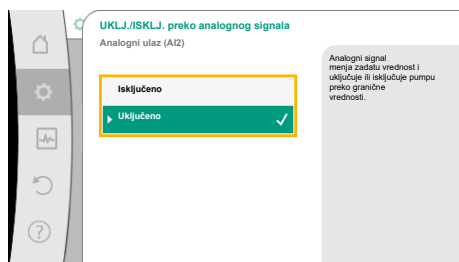 UKLJ./ISKLJ. preko analognog signala
Analogni ulaz (AI2)
Isključeno
Uključeno
Analogni signal
menja zadatu vrednost i
uključuje ili isključuje pumpu
preko granične
vrednosti.
?